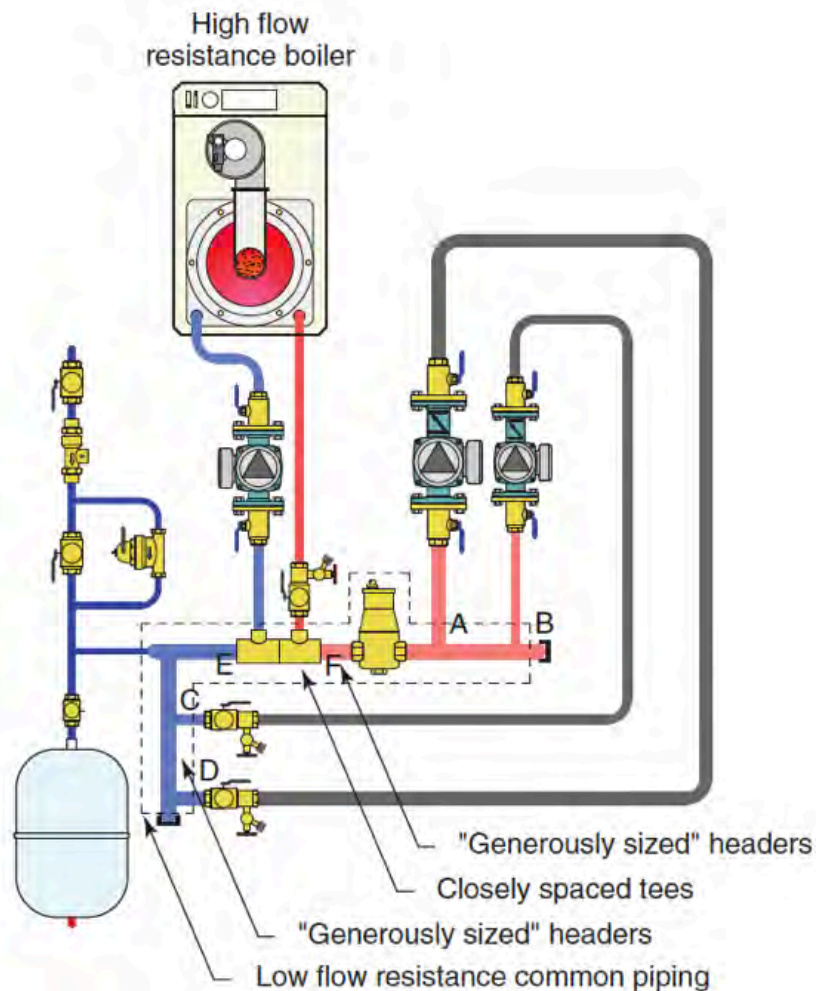 High flow
resistance boiler
A
B
E
F
C
D
"Generously sized" headers
Closely spaced tees
"Generously sized" headers
Low flow resistance common piping